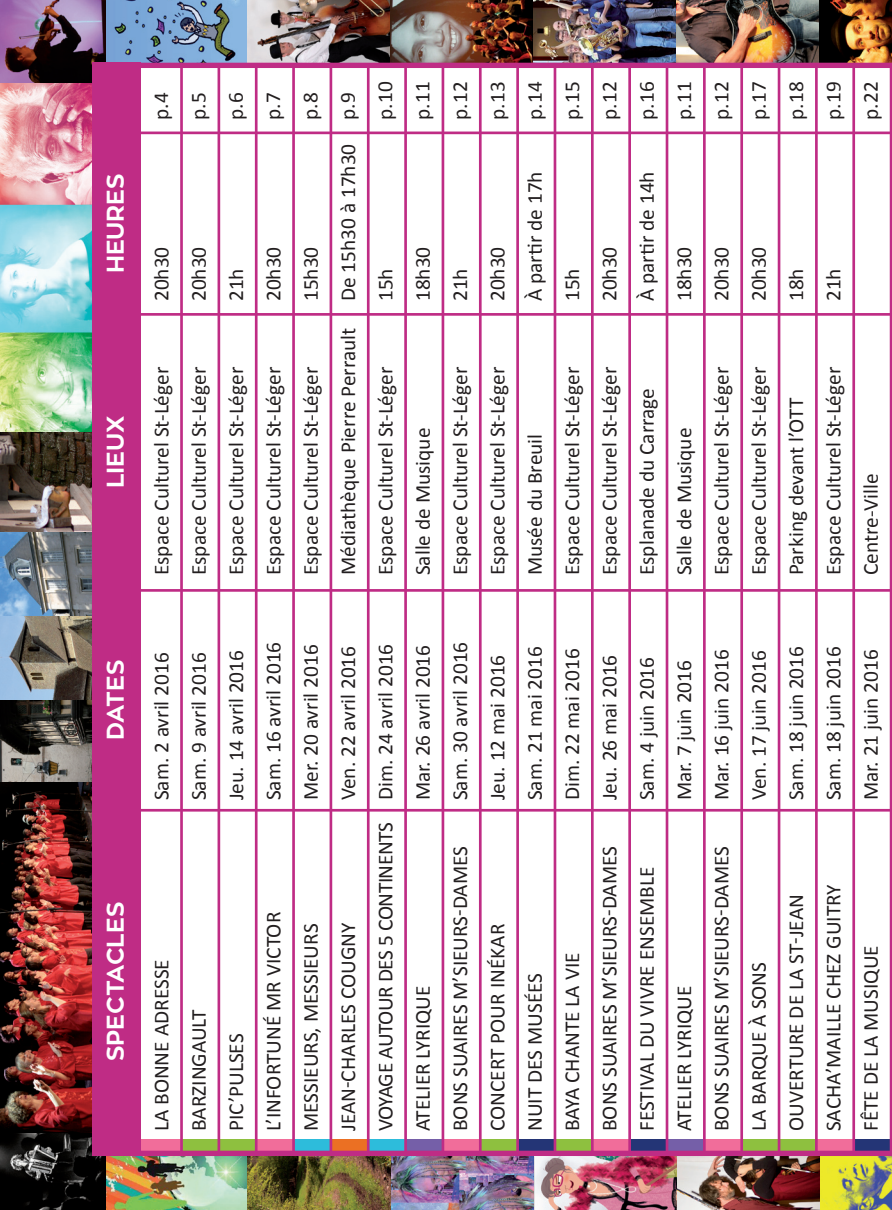 SPECTACLES DATES LIEUX HEURES
LA BONNE ADRESSE Sam. 2 avril 2016 Espace Culturel St-Léger 20h30 p.4
BARZINGAULT Sam. 9 avril 2016 Espace Culturel St-Léger 20h30 p.5
PIC'PULSES Jeu. 14 avril 2016 Espace Culturel St-Léger 21h p.6
L'INFORTUNÉ MR VICTOR Sam. 16 avril 2016 Espace Culturel St-Léger 20h30 p.7
MESSIEURS, MESSIEURS Mer. 20 avril 2016 Espace Culturel St-Léger 15h30 p.8
JEAN-CHARLES COUGNY Ven. 22 avril 2016 Médiathèque Pierre Perrault De 15h30 à 17h30 p.9
VOYAGE AUTOUR DES 5 CONTINENTS Dim. 24 avril 2016 Espace Culturel St-Léger 15h p.10
ATELIER LYRIQUE Mar. 26 avril 2016 Salle de Musique 18h30 p.11
BONS SUAIRES M'SIEURS-DAMES Sam. 30 avril 2016 Espace Culturel St-Léger 21h p.12
CONCERT POUR INÉKAR Jeu. 12 mai 2016 Espace Culturel St-Léger 20h30 p.13
NUIT DES MUSÉES Sam. 21 mai 2016 Musée du Breuil À partir de 17h p.14
BAYA CHANTE LA VIE Dim. 22 mai 2016 Espace Culturel St-Léger 15h p.15
BONS SUAIRES M'SIEURS-DAMES Jeu. 26 mai 2016 Espace Culturel St-Léger 20h30 p.12
FESTIVAL DU VIVRE ENSEMBLE Sam. 4 juin 2016 Esplanade du Carrage À partir de 14h p.16
ATELIER LYRIQUE Mar. 7 juin 2016 Salle de Musique 18h30 p.11
BONS SUAIRES M'SIEURS-DAMES Mar. 16 juin 2016 Espace Culturel St-Léger 20h30 p.12
LA BARQUE À SONS Ven. 17 juin 2016 Espace Culturel St-Léger 20h30 p.17
OUVERTURE DE LA ST-JEAN Sam. 18 juin 2016 Parking devant l'OTT 18h p.18
SACHA'MAILLE CHEZ GUITRY Sam. 18 juin 2016 Espace Culturel St-Léger 21h p.19
FÊTE DE LA MUSIQUE Mar. 21 juin 2016 Centre-Ville p.22